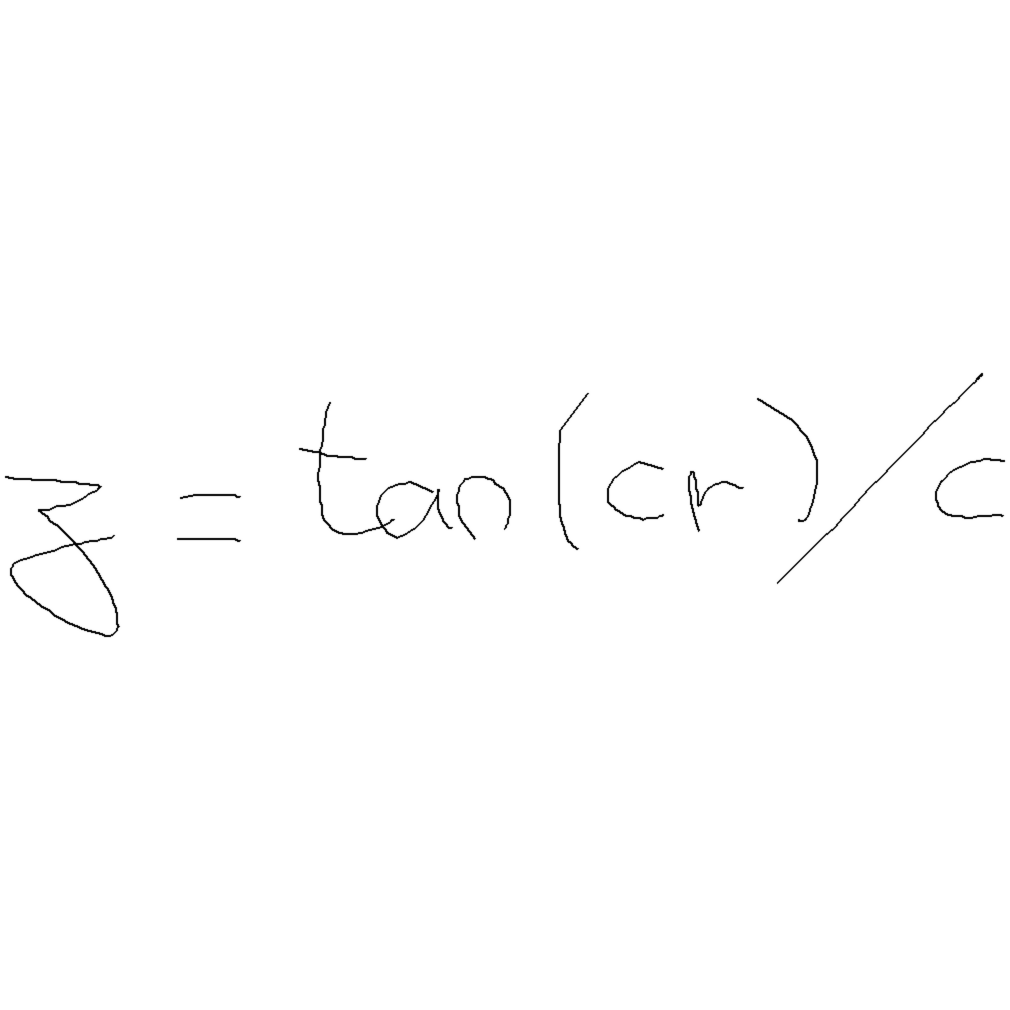 z = tan(cr)/c